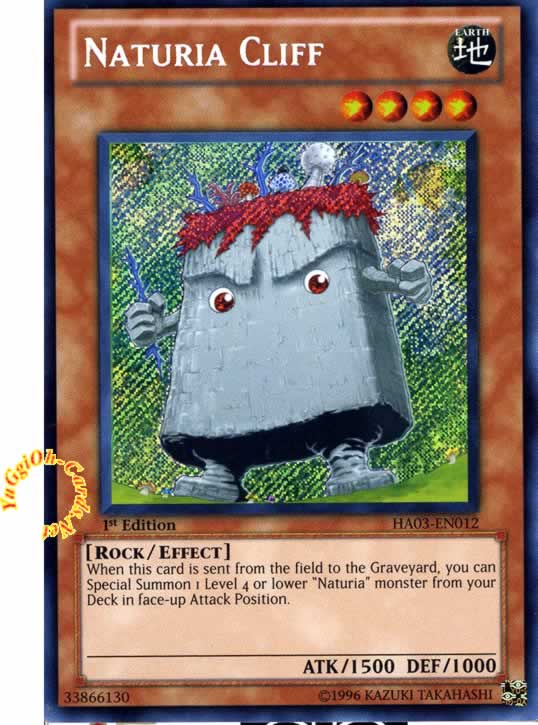 NATURIA CLIFF
EARTH
地
YuGgiOh-Cards.Net
1st Edition
HA03-EN012
[ROCK/EFFECT]
When this card is sent from the field to the Graveyard, you can
Special Summon 1 Level 4 or lower "Naturia" monster from your
Deck in face-up Attack Position.
ATK/1500 DEF/1000
33866130
©1996 KAZUKI TAKAHASHI